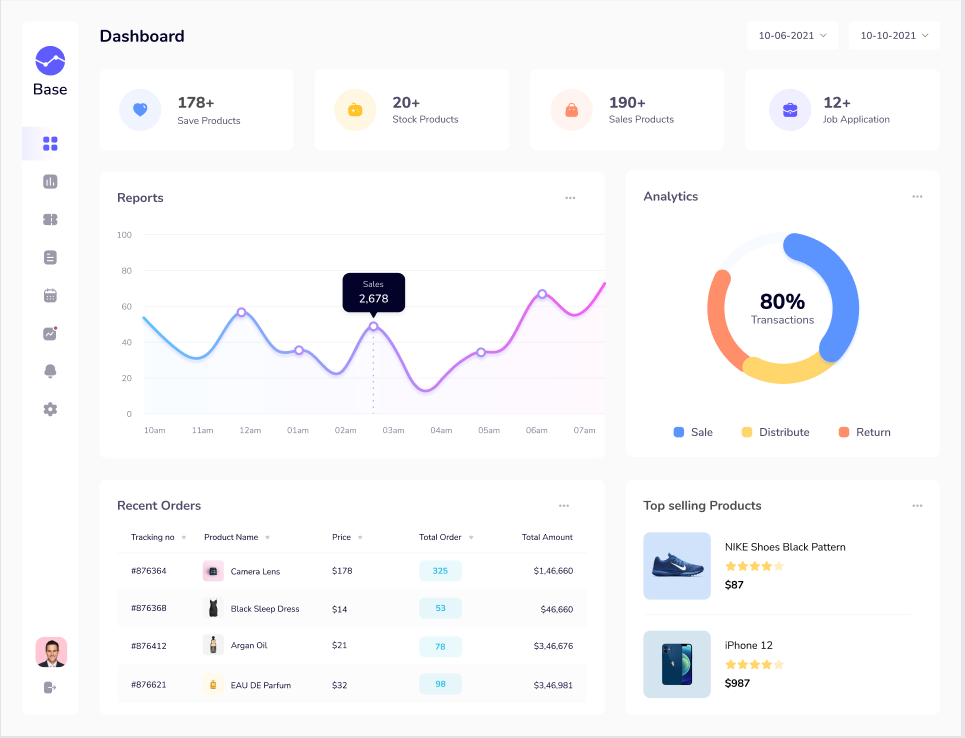 Dashboard
10-06-2021
10-10-2021
Base
178+
Save Products
20+
Stock Products
190+
Sales Products
12+
Job Application
Reports
100
80
60
40
20
0
Sales
2,678
10am 11am 12am 01am 02am 03am 04am 05am 06am 07am
Analytics
80%
Transactions
Sale Distribute Return
Recent Orders
Tracking no Product Name Price Total Order Total Amount
#876364 Camera Lens $178 325 $1,46,660
#876368 Black Sleep Dress $14 53 $46,660
#876412 Argan Oil $21 78 $3,46,676
#876621 EAU DE Parfum $32 98 $3,46,981
Top selling Products
NIKE Shoes Black Pattern
$87
iPhone 12
$987